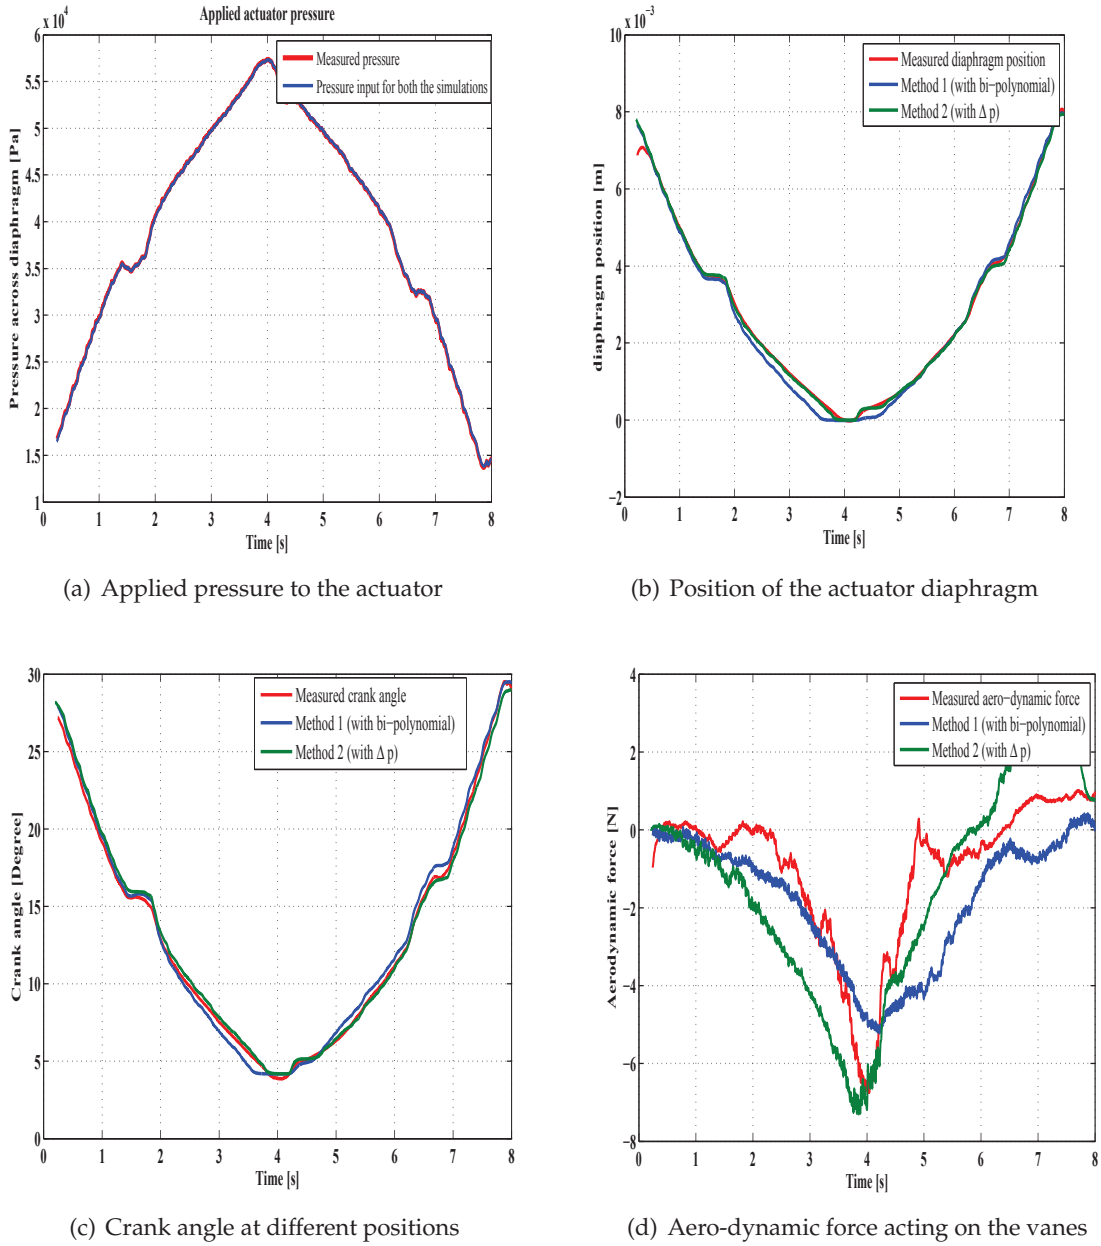 Applied actuator pressure
x 10^4
6
5.5
5
4.5
4
3.5
3
2.5
2
1.5
1
Pressure across diaphragm [Pa]
Measured pressure
Pressure input for both the simulations
0 1 2 3 4 5 6 7 8
Time [s]
(a) Applied pressure to the actuator
x 10^−3
10
8
6
4
2
0
−2
diaphragm position [m]
Measured diaphragm position
Method 1 (with bi−polynomial)
Method 2 (with Δ p)
0 1 2 3 4 5 6 7 8
Time [s]
(b) Position of the actuator diaphragm
30
25
20
15
10
5
0
Crank angle [Degree]
Measured crank angle
Method 1 (with bi−polynomial)
Method 2 (with Δ p)
0 1 2 3 4 5 6 7 8
Time [s]
(c) Crank angle at different positions
4
2
0
−2
−4
−6
−8
Aerodynamic force [N]
Measured aero−dynamic force
Method 1 (with bi−polynomial)
Method 2 (with Δ p)
0 1 2 3 4 5 6 7 8
Time [s]
(d) Aero-dynamic force acting on the vanes